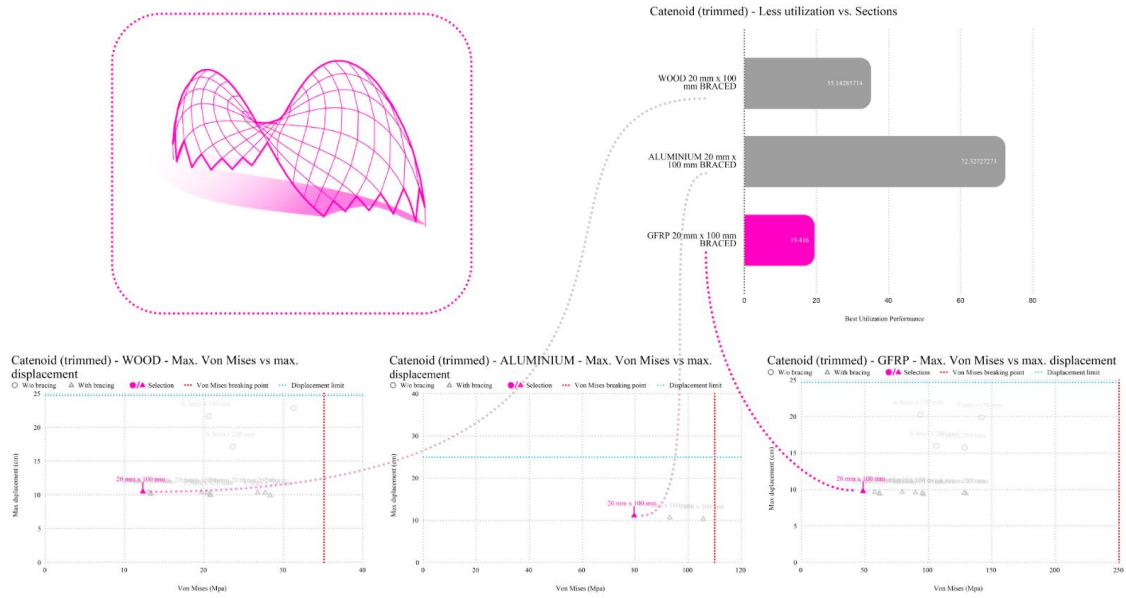 Catenoid (trimmed) - Less utilization vs. Sections
0
20
40
60
80
WOOD 20 mm x 100
mm BRACED
35.14285714
ALUMINIUM 20 mm x
100 mm BRACED
72.32727273
GFRP 20 mm x 100 mm
BRACED
19.416
0
20
40
60
80
Best Utilization Performance
Catenoid (trimmed) - WOOD - Max. Von Mises vs max.
displacement
W/o bracing With bracing Selection Von Mises breaking point Displacement limit
Max displacement (cm)
25
20
15
10
5
0
20 mm x 100 mm
10
20
30
40
Von Mises (Mpa)
Catenoid (trimmed) - ALUMINIUM - Max. Von Mises vs max.
displacement
W/o bracing With bracing Selection Von Mises breaking point Displacement limit
Max displacement (cm)
40
30
20
10
0
20 mm x 100 mm
0
20
40
60
80
100
120
Von Mises (Mpa)
Catenoid (trimmed) - GFRP - Max. Von Mises vs max. displacement
W/o bracing With bracing Selection Von Mises breaking point Displacement limit
Max displacement (cm)
25
20
15
10
5
0
20 mm x 100 mm
0
50
100
150
200
250
Von Mises (Mpa)